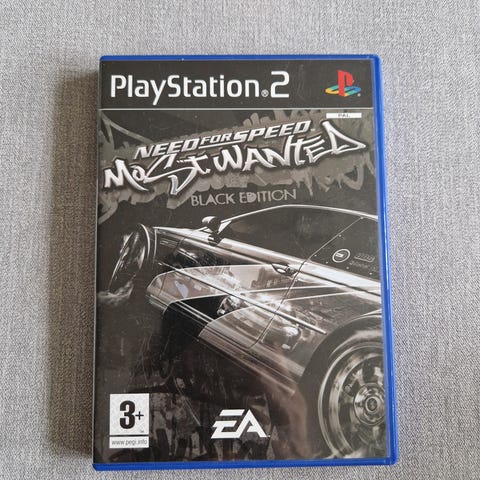 PlayStation®2
PAL
NEED FOR SPEED
MOST WANTED
BLACK EDITION
3+
www.pegi.info
EA